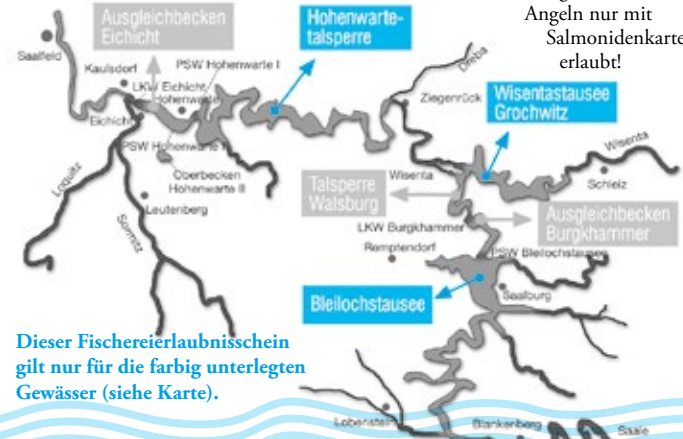 Angeln nur mit
Salmonidenkarte
erlaubt!
Ausgleichbecken
Eichicht
Hohenwarte-
talsperre
Saalfeld
Kaulsdorf
PSW Hohenwarte I
LKW Eichicht
Hohenwarte
Eichicht
PSW Hohenwarte
Oberbecken
Hohenwarte II
Loquitz
Sormitz
Leutenberg
Dreba
Ziegenrück
Wisentastausee
Grochwitz
Wisenta
Wisenta
Schleiz
Talsperre
Walsburg
Ausgleichbecken
Burgkhammer
LKW Burgkhammer
Remptendorf
PSW Bleilochstausee
Saalburg
Bleilochstausee
Dieser Fischereierlaubnisschein
gilt nur für die farbig unterlegten
Gewässer (siehe Karte).
Lobenstein
Blankenberg
Saale